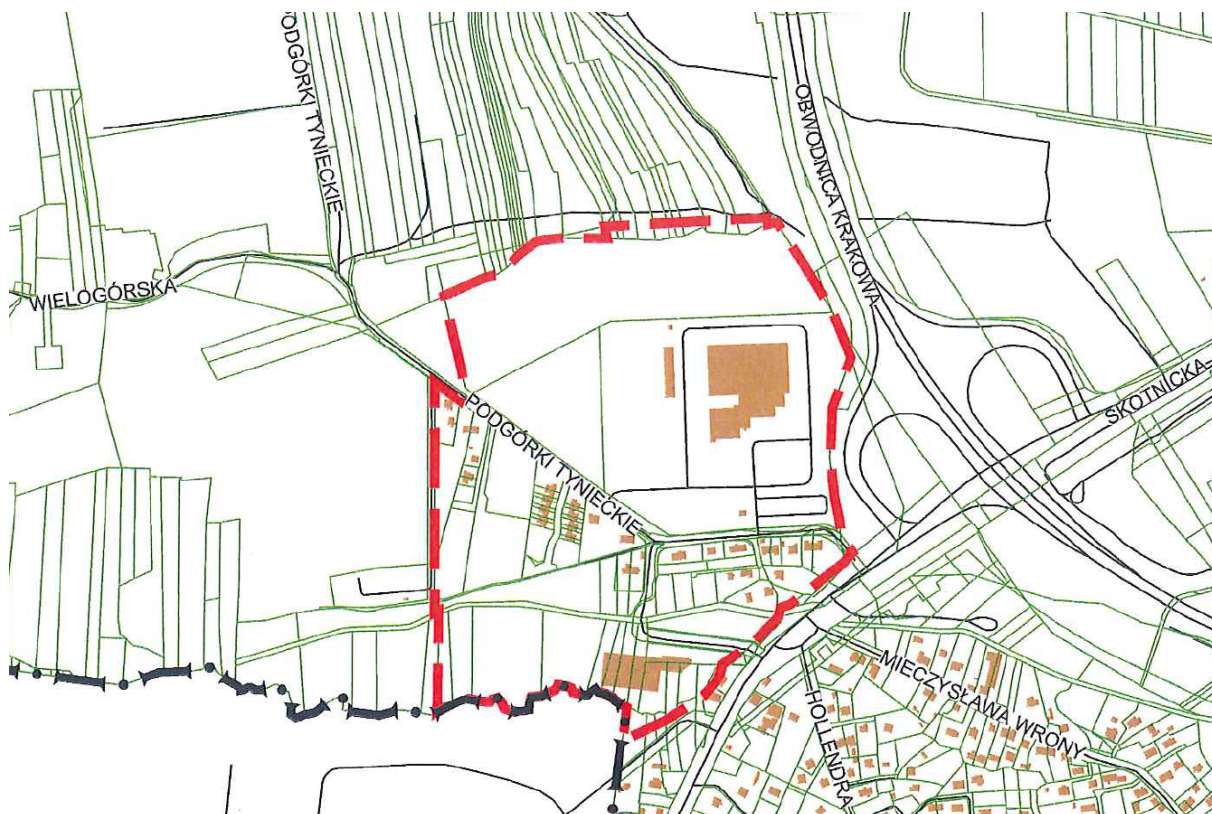 PODGÓRKI TYNIECKIE
OBWODNICA KRAKOWA
WIELOGÓRSKA
SKOTNICKA
PODGÓRKI TYNIECKIE
MIECZYSŁAWA WRONY
HOLLENDRA